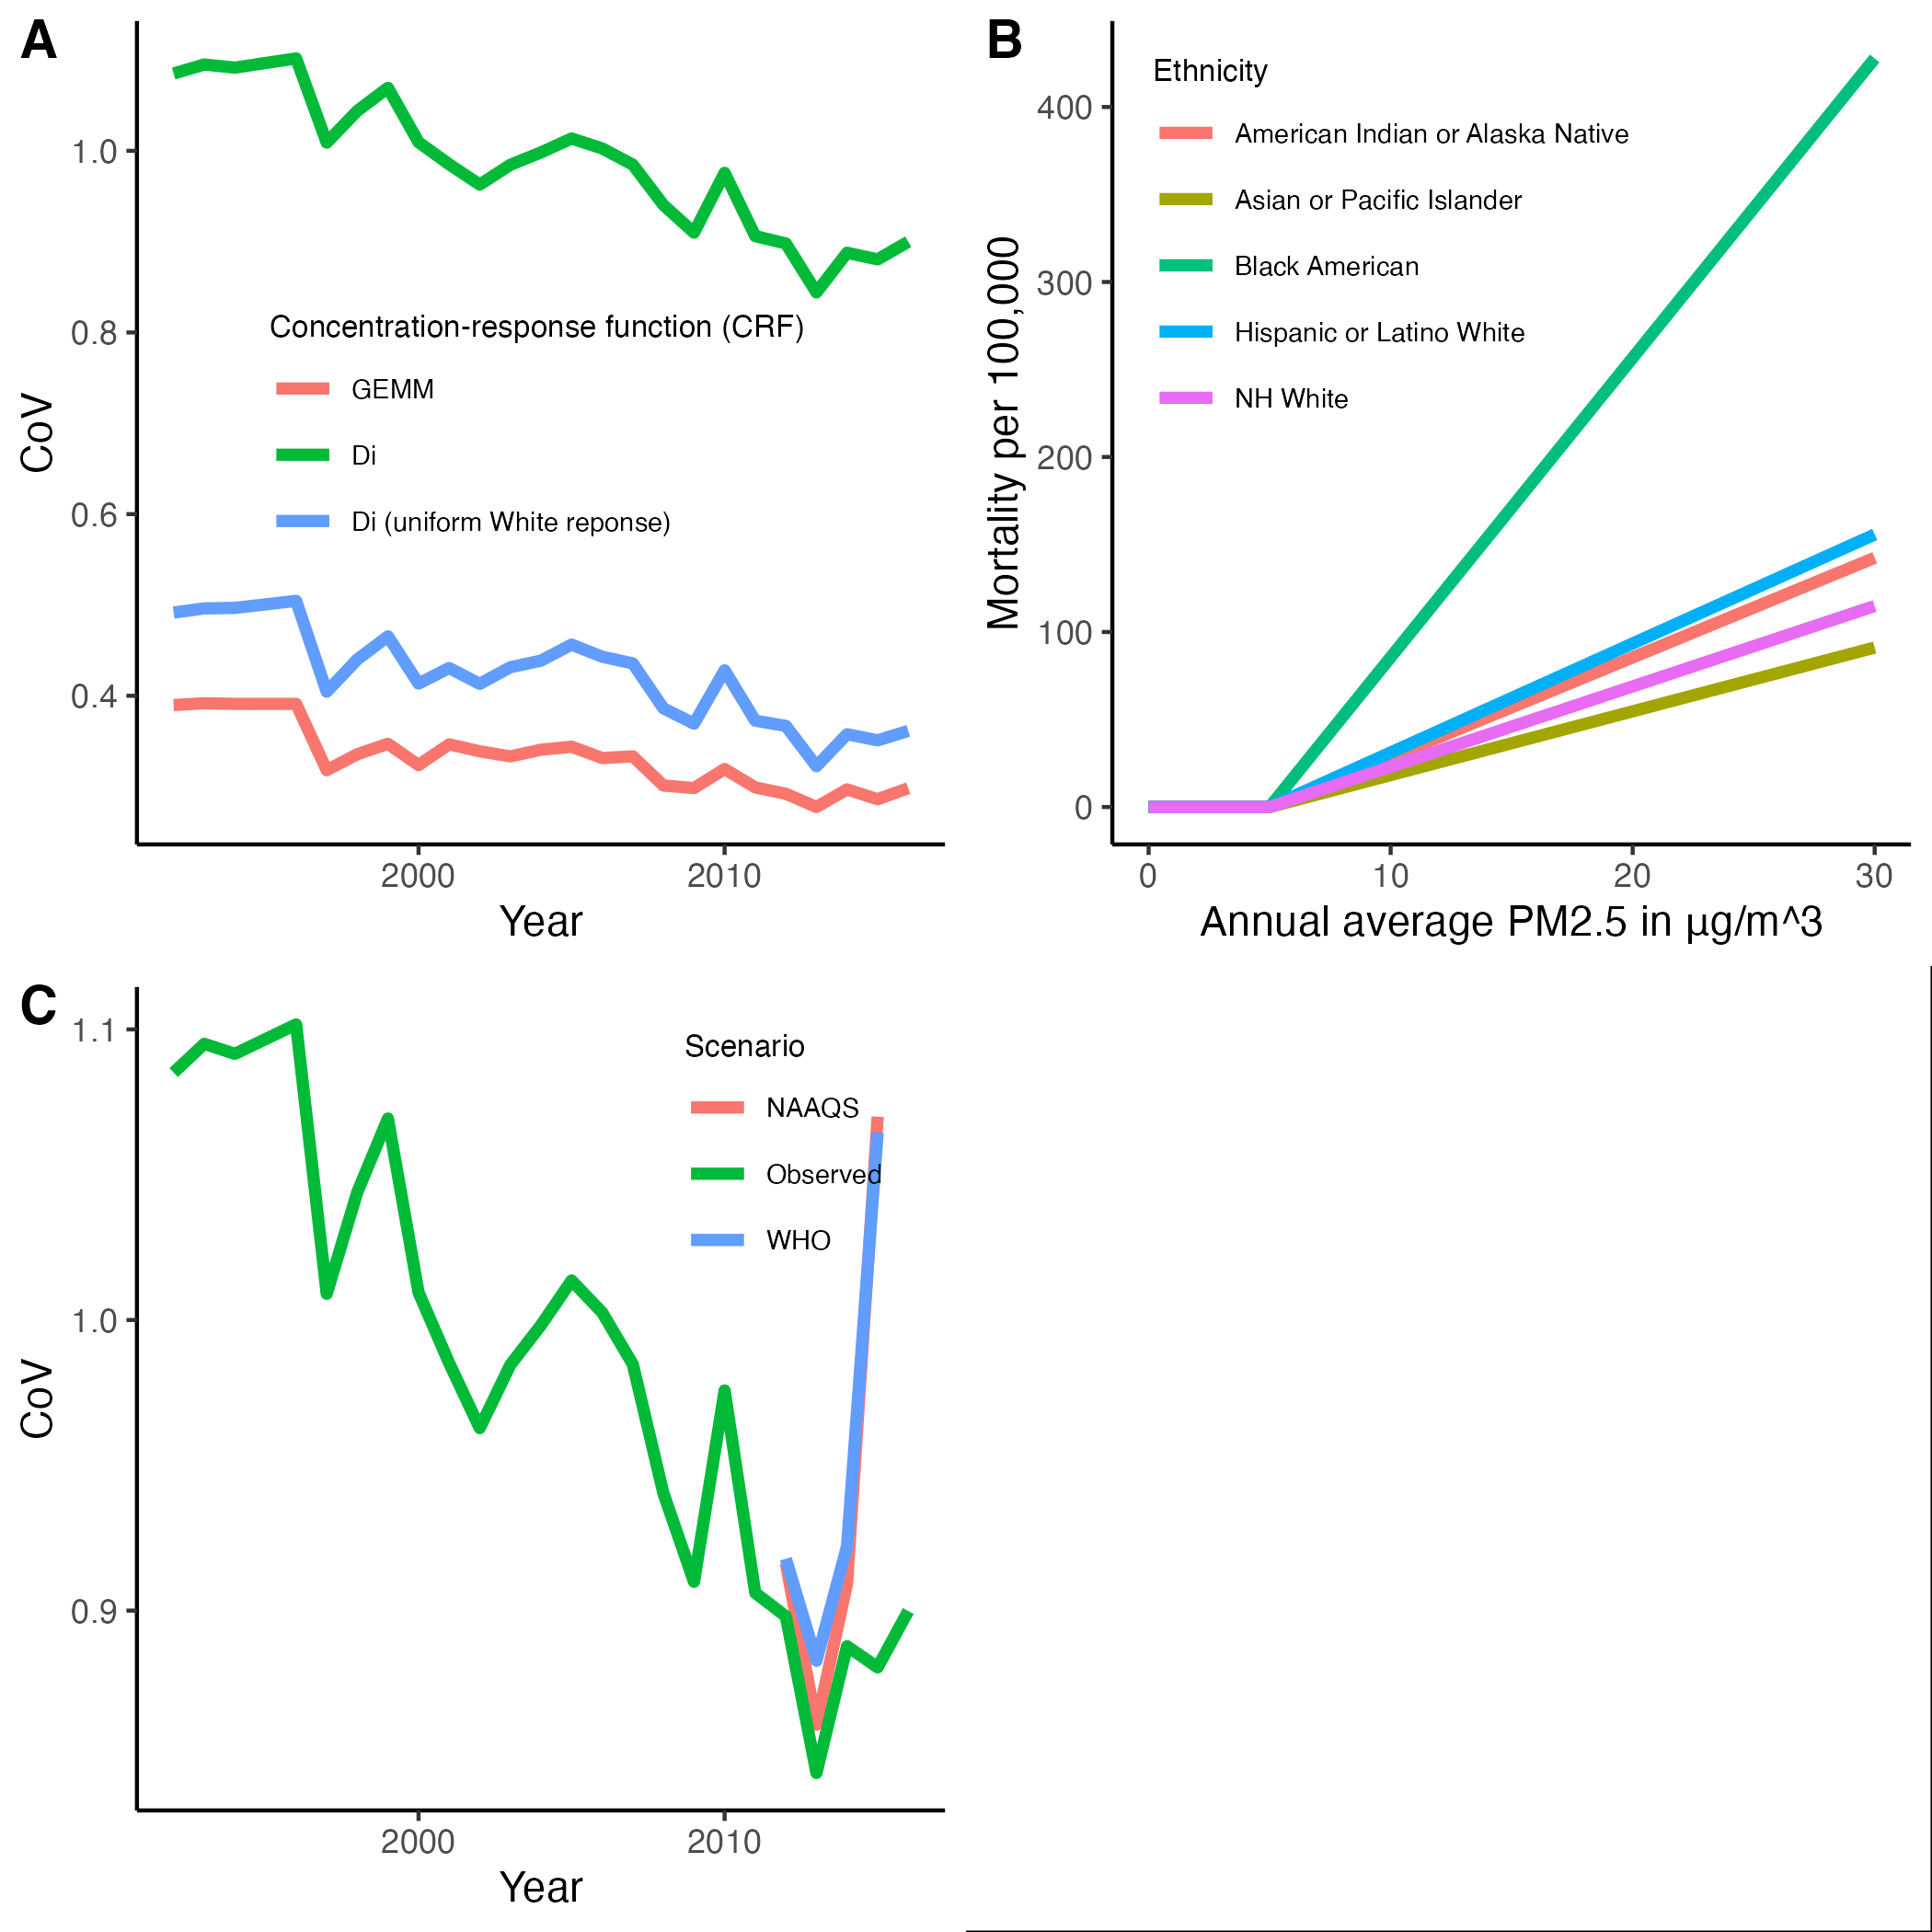 A
CoV
1.0
0.8
0.6
0.4
Concentration-response function (CRF)
GEMM
Di
Di (uniform White reponse)
2000
2010
Year
B
Mortality per 100,000
400
300
200
100
0
Ethnicity
American Indian or Alaska Native
Asian or Pacific Islander
Black American
Hispanic or Latino White
NH White
0
10
20
30
Annual average PM2.5 in μg/m^3
C
CoV
1.1
1.0
0.9
Scenario
NAAQS
Observed
WHO
2000
2010
Year